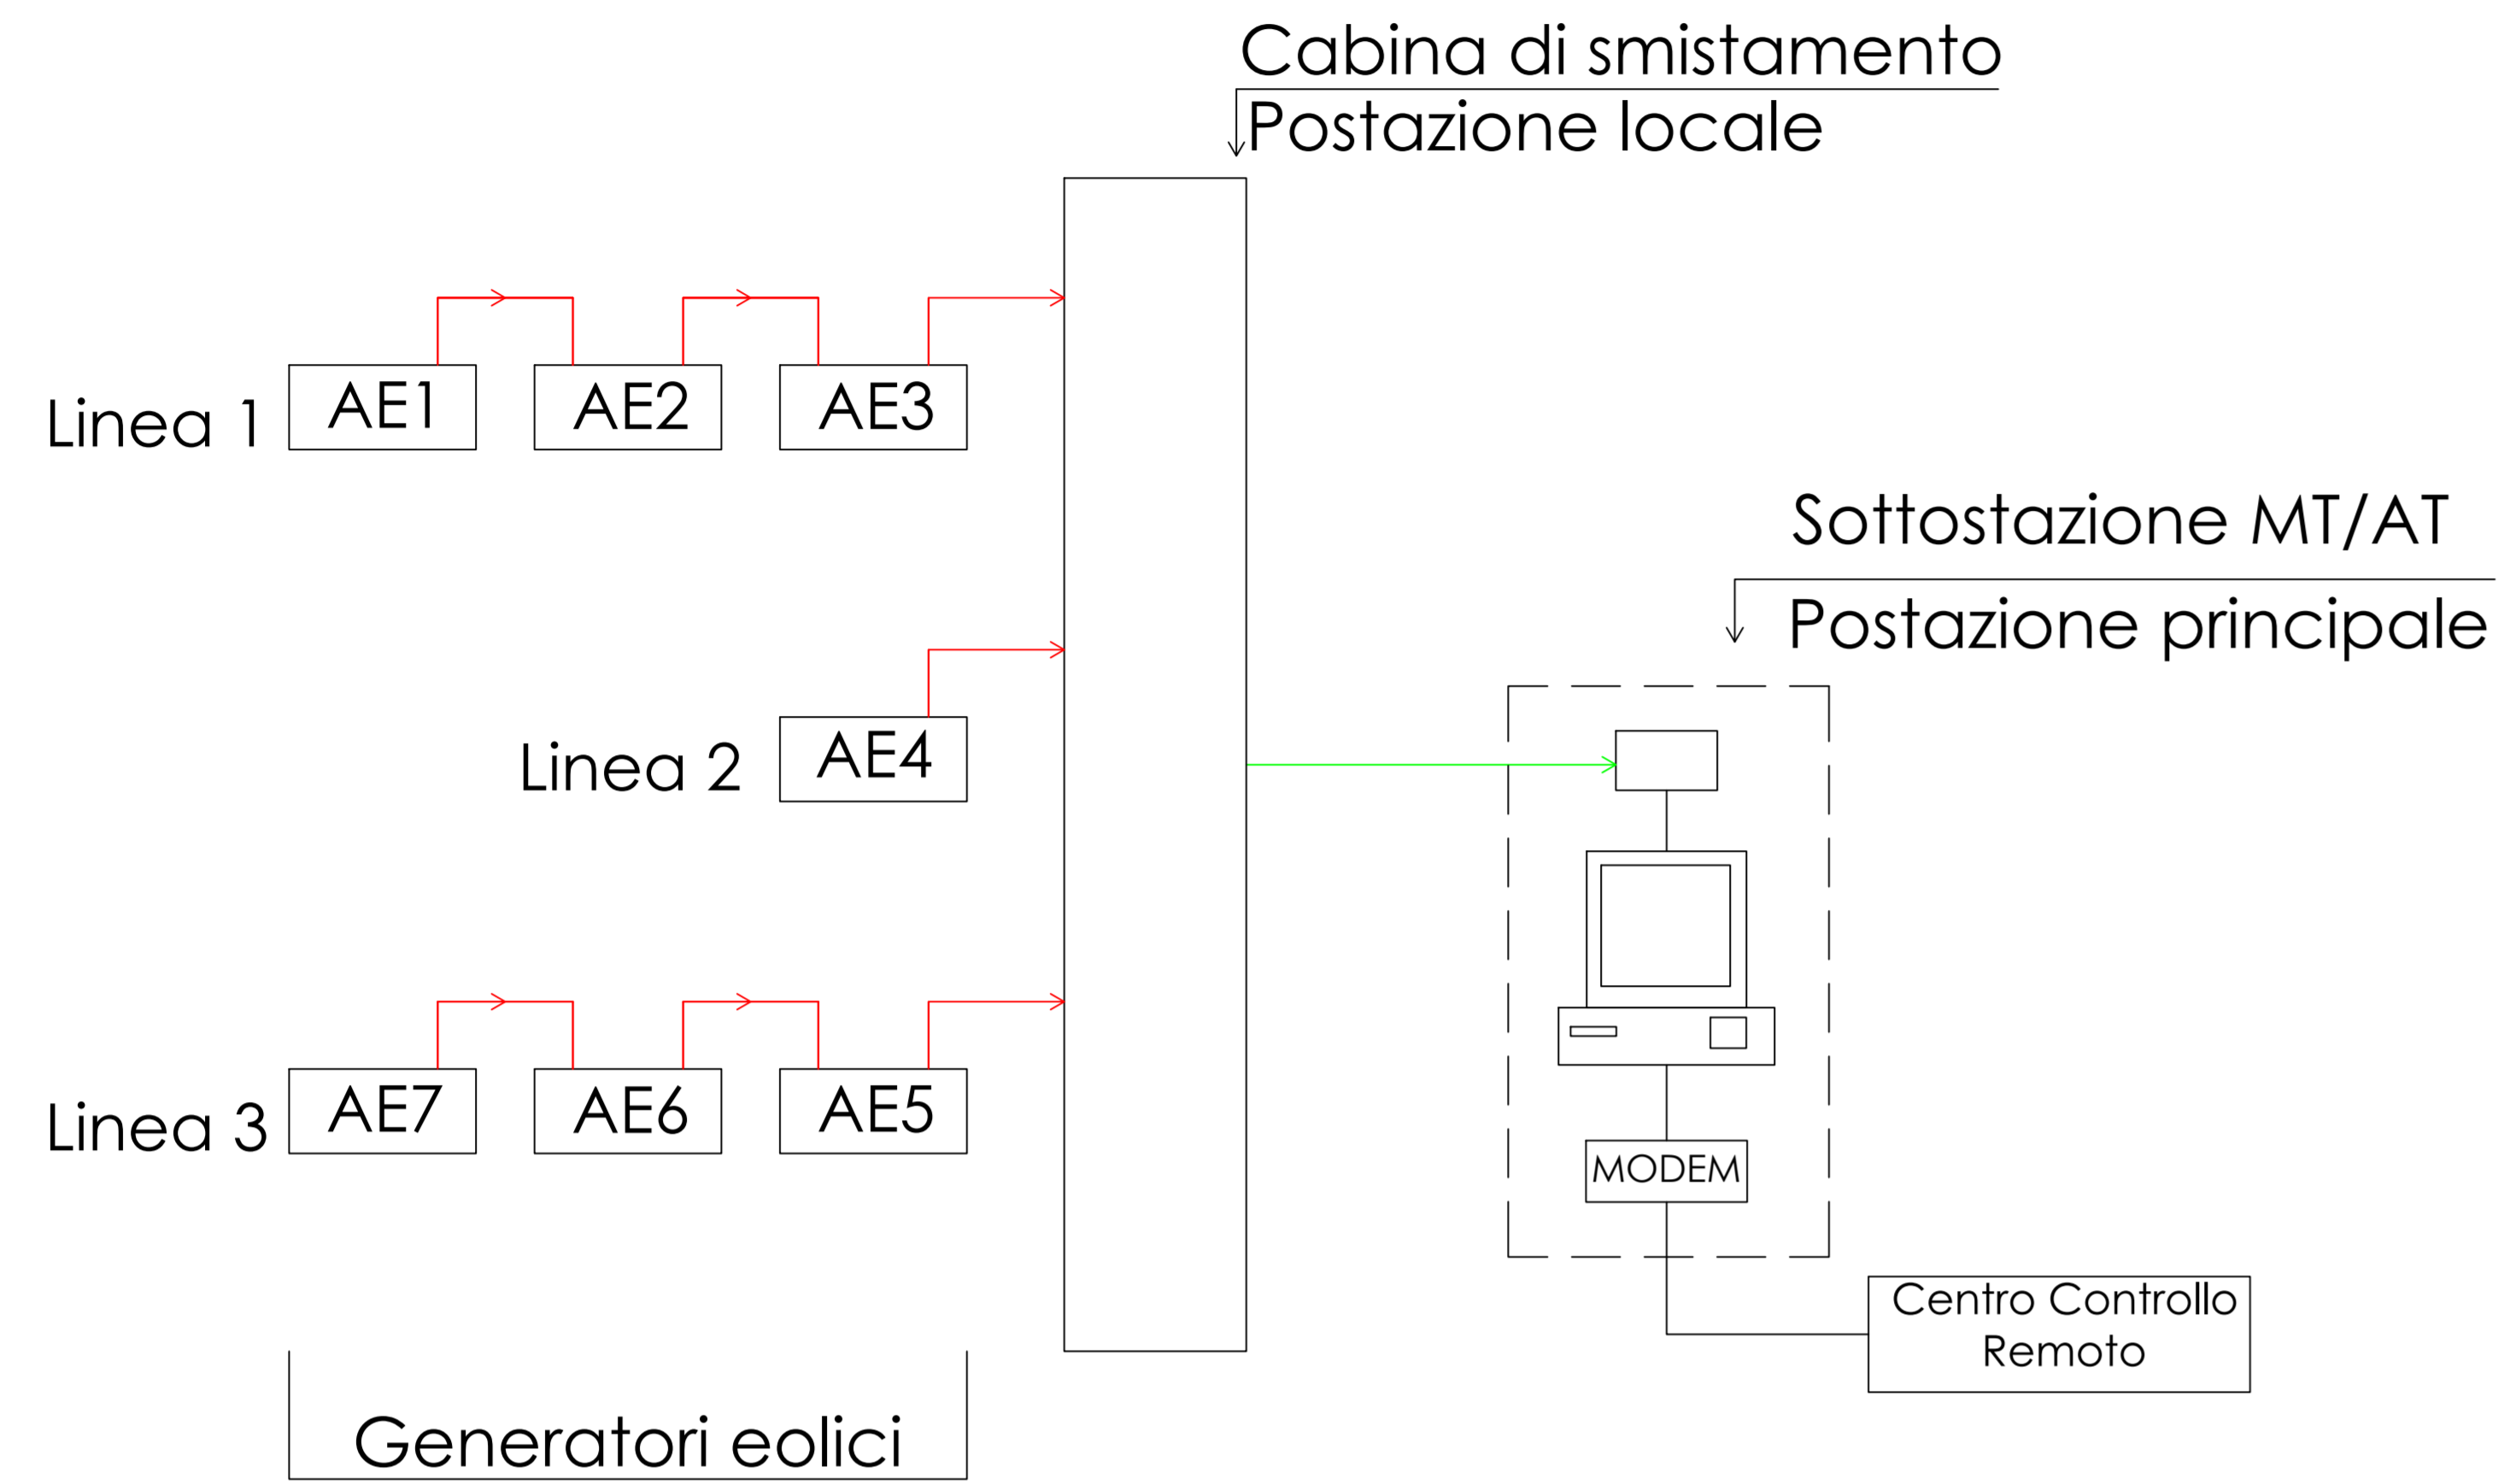 Cabina di smistamento
Postazione locale
Linea 1
AE1
AE2
AE3
Sottostazione MT/AT
Postazione principale
Linea 2
AE4
Linea 3
AE7
AE6
AE5
MODEM
Centro Controllo
Remoto
Generatori eolici